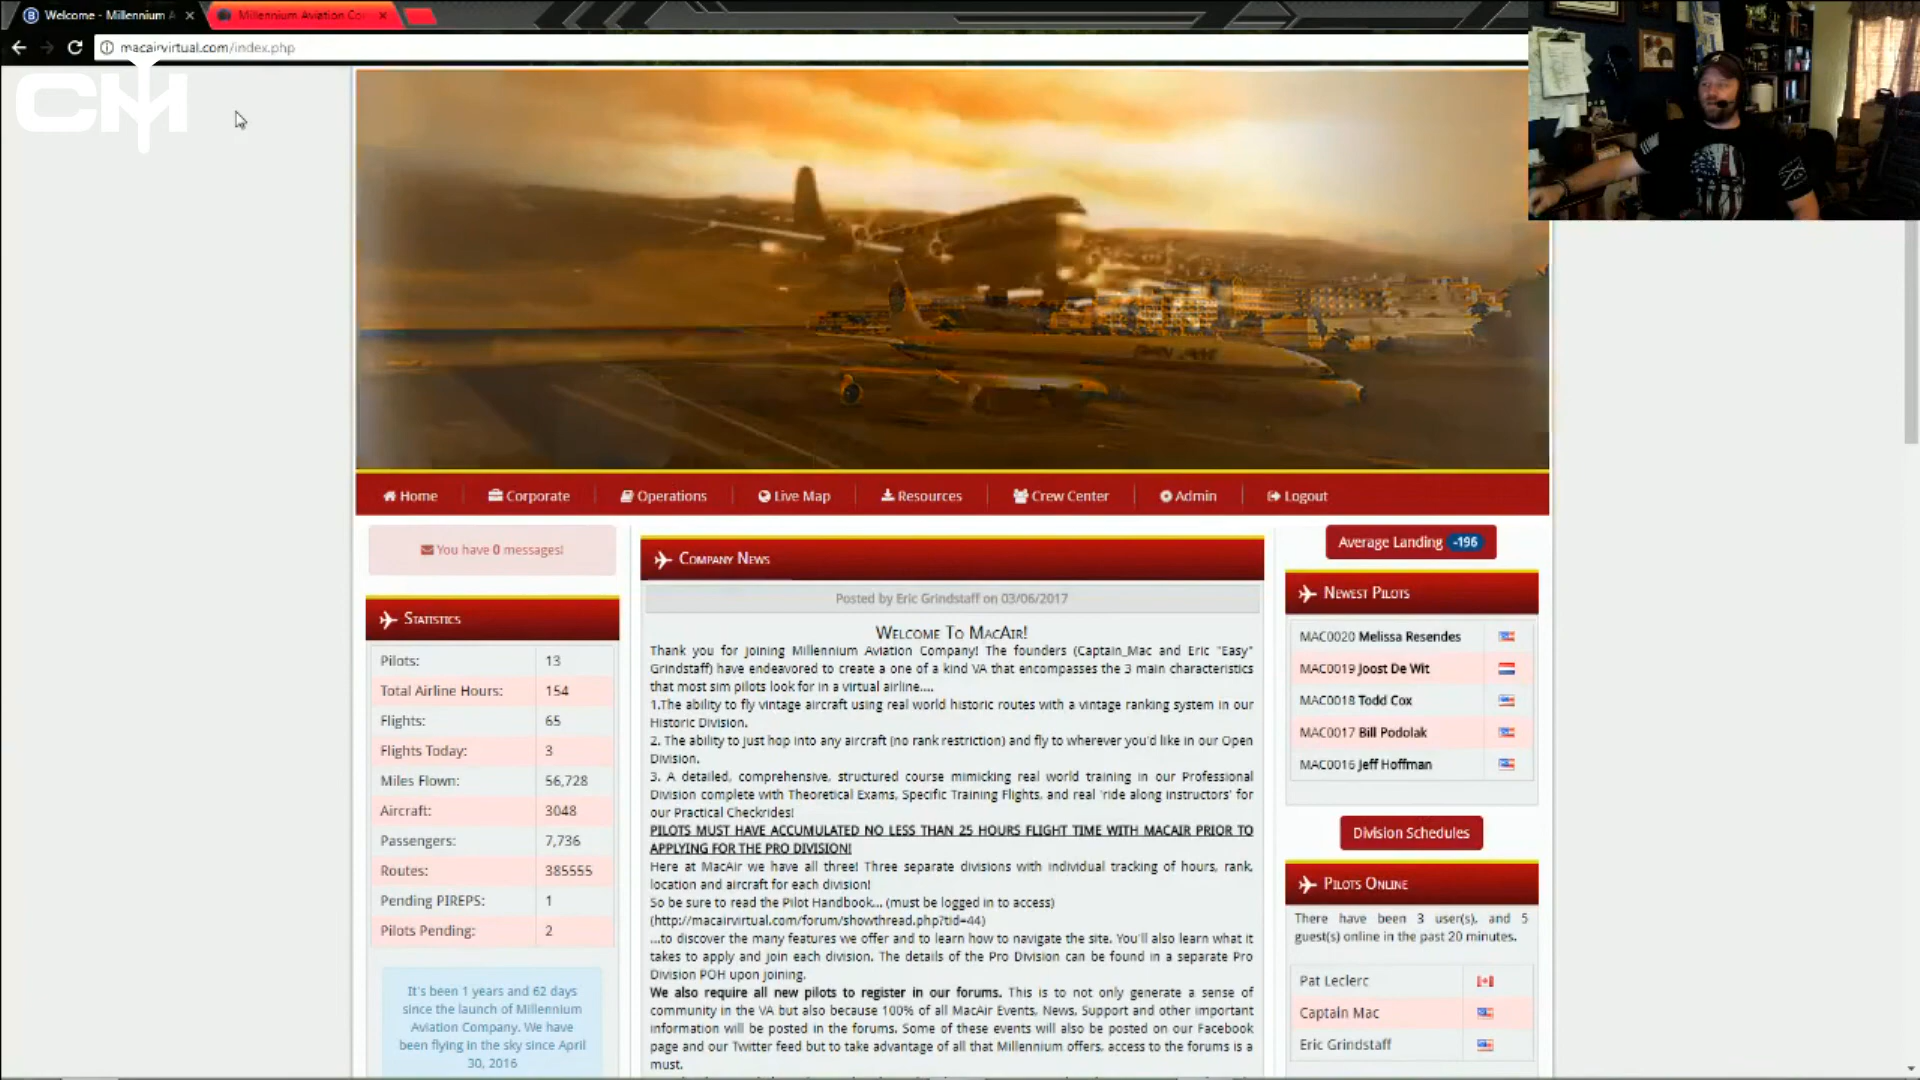 Welcome - Millennium A
Millennium Aviation Co
macairvirtual.com/index.php
CM
Home
Corporate
Operations
Live Map
Resources
Crew Center
Admin
Logout
You have 0 messages!
Statistics
Pilots: 13
Total Airline Hours: 154
Flights: 65
Flights Today: 3
Miles Flown: 56,728
Aircraft: 3048
Passengers: 7,736
Routes: 385555
Pending PIREPS: 1
Pilots Pending: 2
It's been 1 years and 62 days
since the launch of Millennium
Aviation Company. We have
been flying in the sky since April
30, 2016
Company News
Posted by Eric Grindstaff on 03/06/2017
Welcome To MacAir!
Thank you for joining Millennium Aviation Company! The founders (Captain_Mac and Eric "Easy"
Grindstaff) have endeavored to create a one of a kind VA that encompasses the 3 main characteristics
that most sim pilots look for in a virtual airline....
1.The ability to fly vintage aircraft using real world historic routes with a vintage ranking system in our
Historic Division.
2. The ability to just hop into any aircraft (no rank restriction) and fly to wherever you'd like in our Open
Division.
3. A detailed, comprehensive, structured course mimicking real world training in our Professional
Division complete with Theoretical Exams, Specific Training Flights, and real 'ride along instructors' for
our Practical Checkrides!
PILOTS MUST HAVE ACCUMULATED NO LESS THAN 25 HOURS FLIGHT TIME WITH MACAIR PRIOR TO
APPLYING FOR THE PRO DIVISION!
Here at MacAir we have all three! Three separate divisions with individual tracking of hours, rank,
location and aircraft for each division!
So be sure to read the Pilot Handbook... (must be logged in to access)
(http://macairvirtual.com/forum/showthread.php?tid=44)
...to discover the many features we offer and to learn how to navigate the site. You'll also learn what it
takes to apply and join each division. The details of the Pro Division can be found in a separate Pro
Division POH upon joining.
We also require all new pilots to register in our forums. This is to not only generate a sense of
community in the VA but also because 100% of all MacAir Events, News, Support and other important
information will be posted in the forums. Some of these events will also be posted on our Facebook
page and our Twitter feed but to take advantage of all that Millennium offers, access to the forums is a
must.
Average Landing -196
Newest Pilots
MAC0020 Melissa Resendes
MAC0019 Joost De Wit
MAC0018 Todd Cox
MAC0017 Bill Podolak
MAC0016 Jeff Hoffman
Division Schedules
Pilots Online
There have been 3 user(s), and 5
guest(s) online in the past 20 minutes.
Pat Leclerc
Captain Mac
Eric Grindstaff